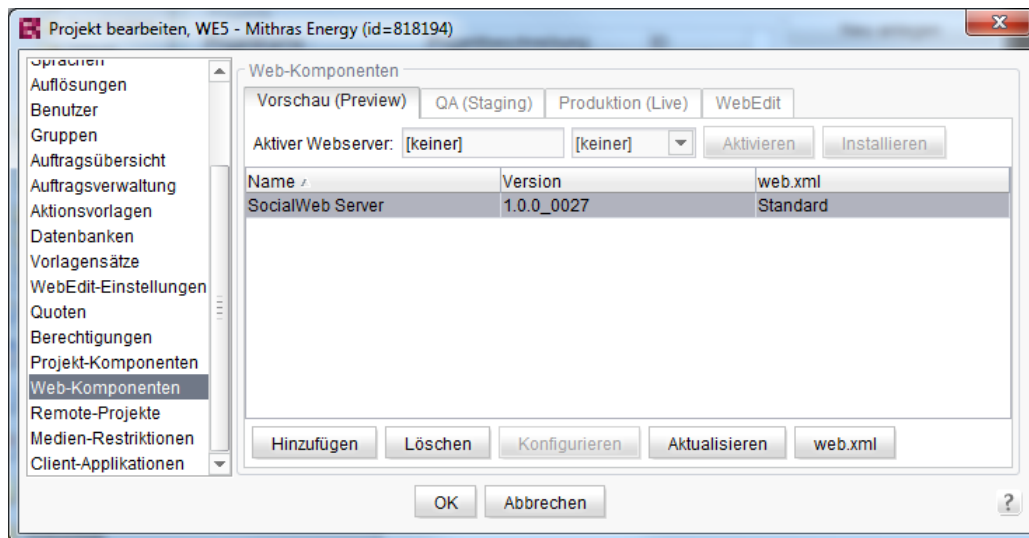 Projekt bearbeiten, WE5 - Mithras Energy (id=818194)
Sprachen
Auflösungen
Benutzer
Gruppen
Auftragsübersicht
Auftragsverwaltung
Aktionsvorlagen
Datenbanken
Vorlagensätze
WebEdit-Einstellungen
Quoten
Berechtigungen
Projekt-Komponenten
Web-Komponenten
Remote-Projekte
Medien-Restriktionen
Client-Applikationen
Web-Komponenten
Vorschau (Preview) QA (Staging) Produktion (Live) WebEdit
Aktiver Webserver: [keiner] [keiner] Aktivieren Installieren
Name Version web.xml
SocialWeb Server 1.0.0_0027 Standard
Hinzufügen Löschen Konfigurieren Aktualisieren web.xml
OK Abbrechen ?